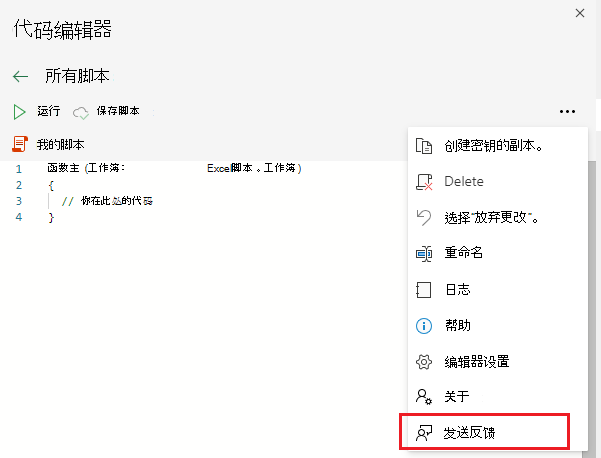 代码编辑器
所有脚本
运行 保存脚本
我的脚本
1 函数主 (工作簿: Excel脚本。工作簿)
2 {
3 // 你在此处的代码
4 }
创建密钥的副本。
Delete
选择"放弃更改"。
重命名
日志
帮助
编辑器设置
关于
发送反馈